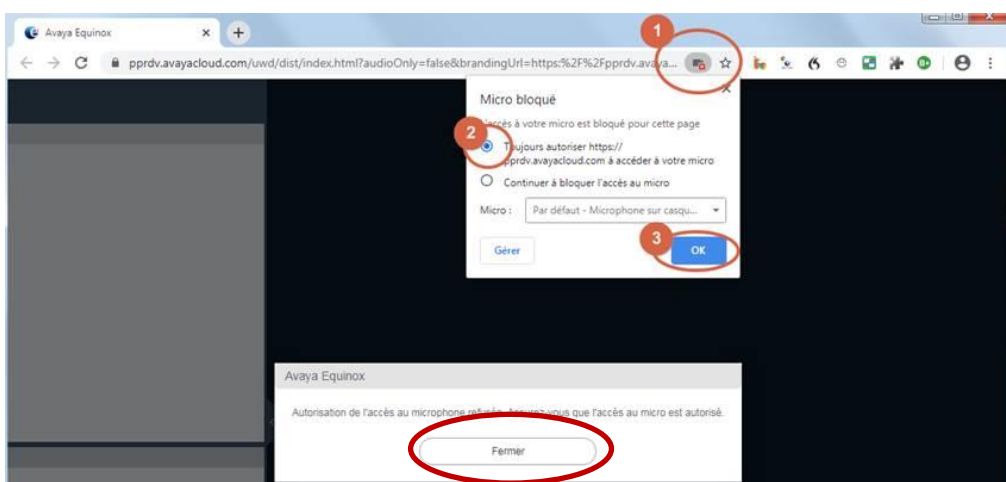 Avaya Equinox
pprdv.avayacloud.com/uwd/dist/index.html?audioOnly=false&brandingUrl=https:%2F%2Fpprdv.avaya...
1
Micro bloqué
L'accès à votre micro est bloqué pour cette page
2
Toujours autoriser https://
pprdv.avayacloud.com à accéder à votre micro
Continuer à bloquer l'accès au micro
Micro : Par défaut - Microphone sur casqu...
3
Gérer OK
Avaya Equinox
Autorisation de l'accès au microphone refusée. Assurez-vous que l'accès au micro est autorisé.
Fermer